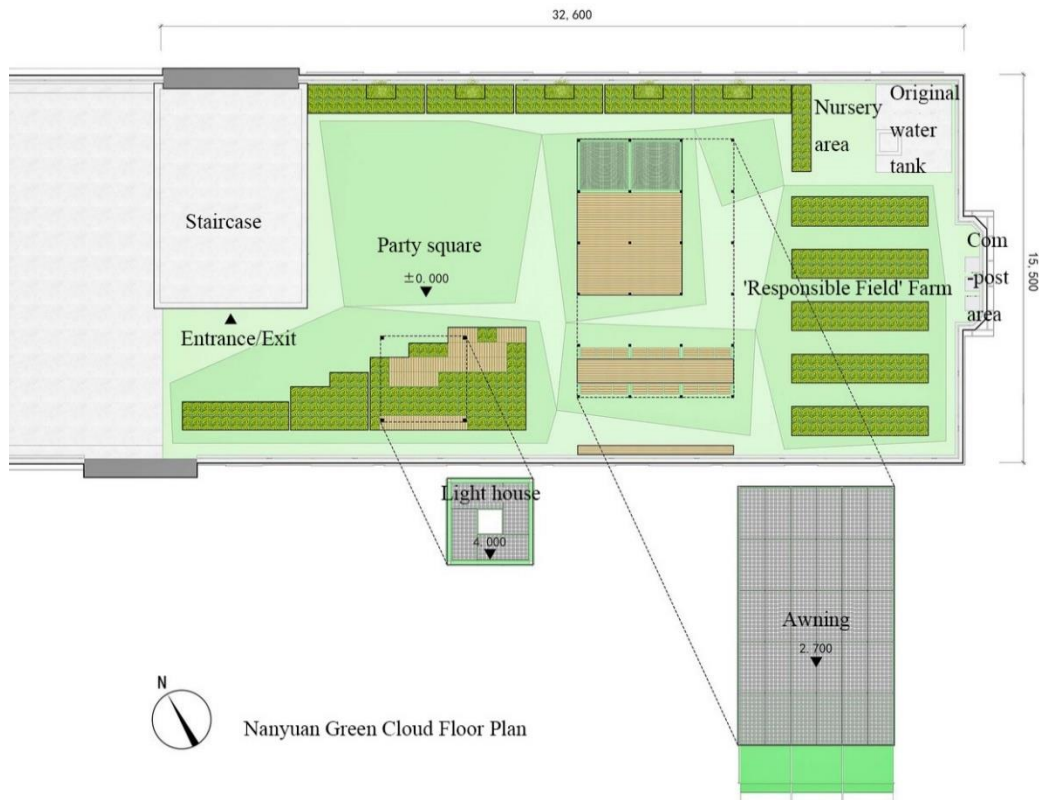 32,600
Original
Nursery
water
area
tank
Staircase
Party square
±0,000
Com
-post
area
15,500
'Responsible Field' Farm
Entrance/Exit
Light house
4.000
Awning
2.700
N
Nanyuan Green Cloud Floor Plan